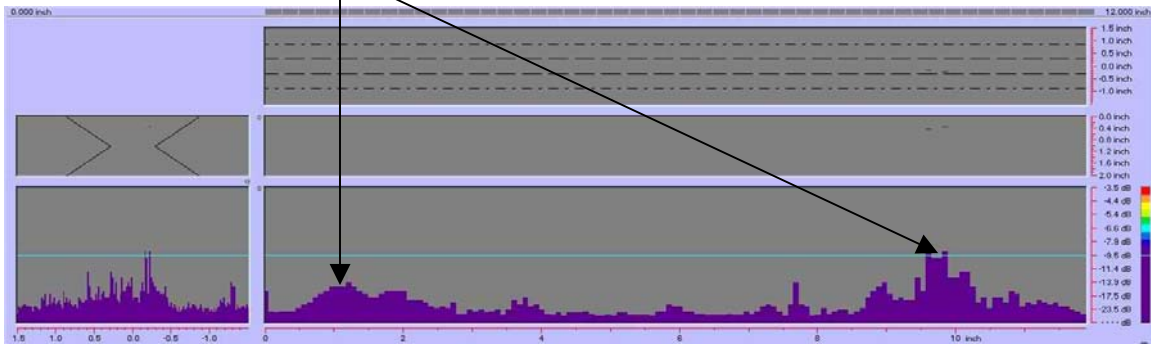 0.000 inch 12.000 inch
1.5 inch
1.0 inch
0.5 inch
0.0 inch
-0.5 inch
-1.0 inch
0 0.0 inch
0.4 inch
0.8 inch
1.2 inch
1.6 inch
2.0 inch
0 -3.5 dB
-4.4 dB
-5.4 dB
-6.6 dB
-7.9 dB
-9.5 dB
-11.4 dB
-13.9 dB
-17.5 dB
-23.5 dB
---- dB
1.5 1.0 0.5 0.0 -0.5 -1.0 0 2 4 6 8 10 inch